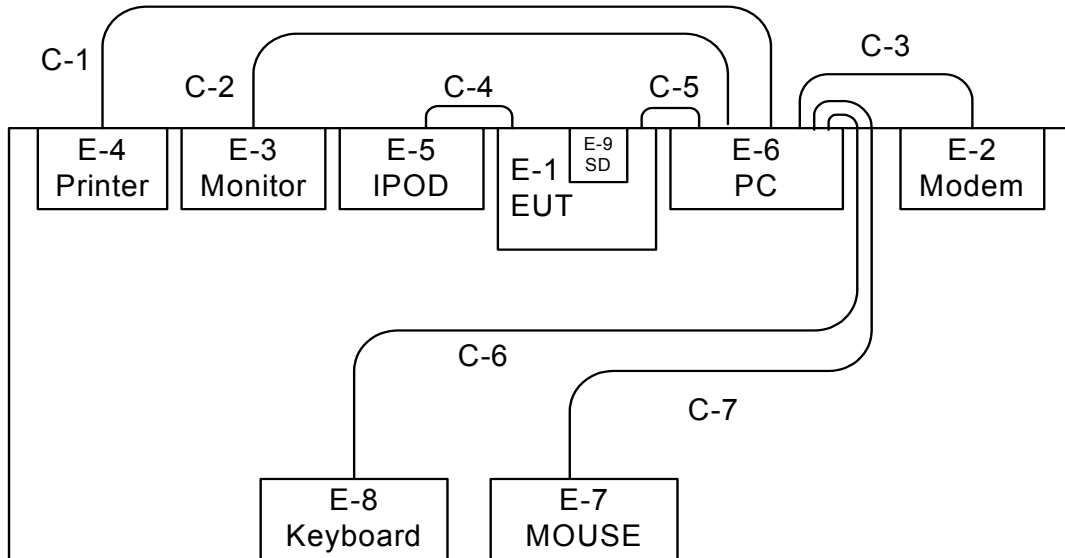 C-1
C-2
C-4
C-5
C-3
E-4
Printer
E-3
Monitor
E-5
IPOD
E-1
EUT
E-9
SD
E-6
PC
E-2
Modem
C-6
C-7
E-8
Keyboard
E-7
MOUSE